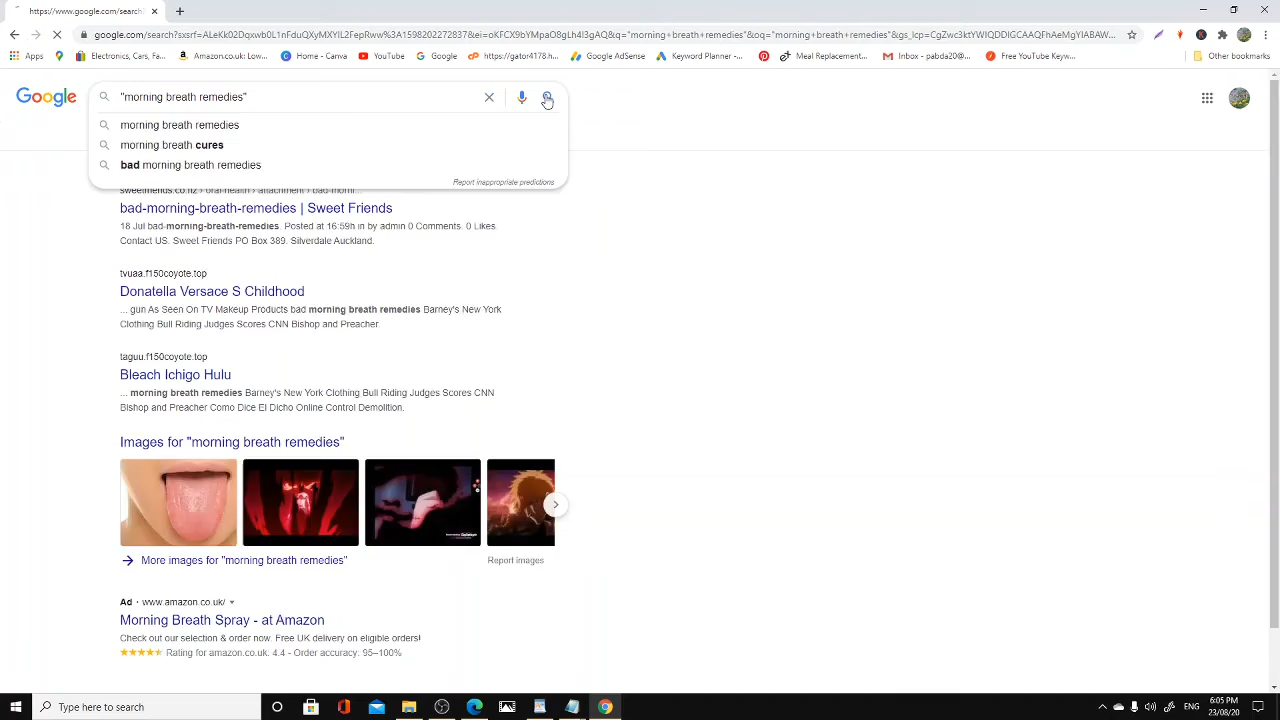 https://www.google.com/search?
google.com/search?sxsrf=ALeKk02Dqxwb0L1nFduQXyMXYIL2FepRww%3A1598202272837&ei=oKFCX9bYMpaO8gLh4I3gAQ&q="morning+breath+remedies"&oq="morning+breath+remedies"&gs_lcp=CgZwc3ktYWIQDDIGCAAQFhAeMgYIABAW...
Apps
Electronics, Cars, Fa...
Amazon.co.uk: Low...
Home - Canva
YouTube
Google
https://gator4178.h...
Google AdSense
Keyword Planner -...
Meal Replacement...
Inbox - pabda20@...
Free YouTube Keyw...
Other bookmarks
Google
"morning breath remedies"
morning breath remedies
morning breath cures
bad morning breath remedies
Report inappropriate predictions
sweetfriends.co.nz › oral-health › attachment › bad-morni...
bad-morning-breath-remedies | Sweet Friends
18 Jul bad-morning-breath-remedies. Posted at 16:59h in by admin 0 Comments. 0 Likes.
Contact US. Sweet Friends PO Box 389. Silverdale Auckland.
tvuaa.f150coyote.top
Donatella Versace S Childhood
... gun As Seen On TV Makeup Products bad morning breath remedies Barney's New York
Clothing Bull Riding Judges Scores CNN Bishop and Preacher.
taguu.f150coyote.top
Bleach Ichigo Hulu
... morning breath remedies Barney's New York Clothing Bull Riding Judges Scores CNN
Bishop and Preacher Como Dice El Dicho Online Control Demolition.
Images for "morning breath remedies"
More images for "morning breath remedies"
Report images
Ad · www.amazon.co.uk/
Morning Breath Spray - at Amazon
Check out our selection & order now. Free UK delivery on eligible orders!
Rating for amazon.co.uk: 4.4 - Order accuracy: 95–100%
Type here to search
ENG
6:05 PM
23/08/20